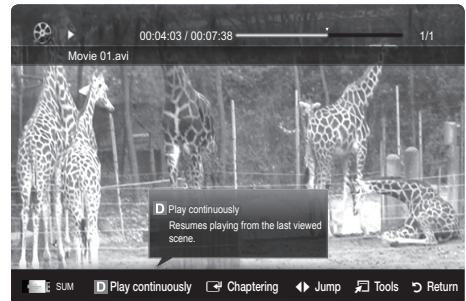 00:04:03 / 00:07:38 1/1
Movie 01.avi
D Play continuously
Resumes playing from the last viewed
scene.
SUM D Play continuously Chaptering Jump Tools Return